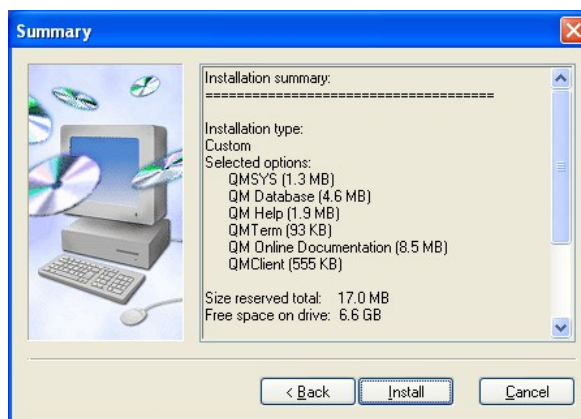 Summary
Installation summary:
=====================================
Installation type:
Custom
Selected options:
QMSYS (1.3 MB)
QM Database (4.6 MB)
QM Help (1.9 MB)
QMTerm (93 KB)
QM Online Documentation (8.5 MB)
QMClient (555 KB)
Size reserved total: 17.0 MB
Free space on drive: 6.6 GB
< Back
Install
Cancel